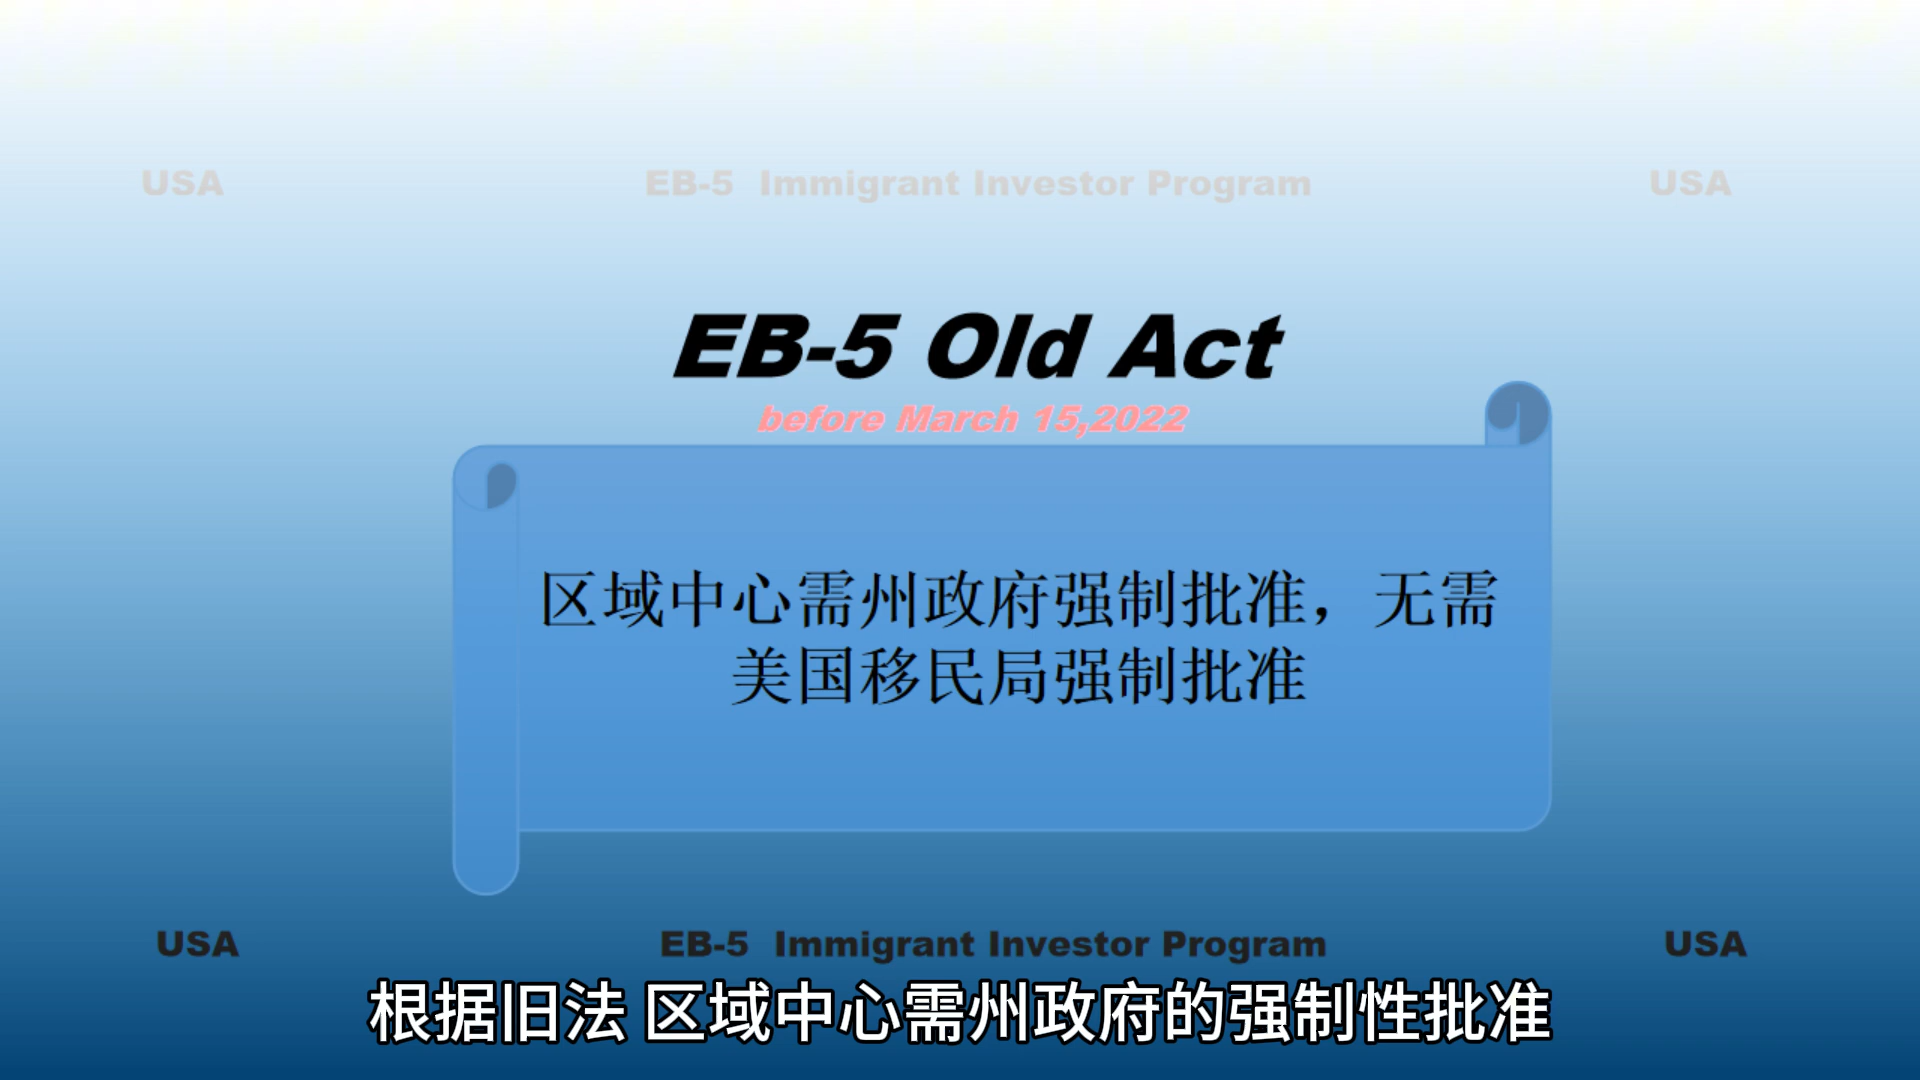 USA EB-5 Immigrant Investor Program USA
EB-5 Old Act
before March 15,2022
区域中心需州政府强制批准，无需
美国移民局强制批准
USA EB-5 Immigrant Investor Program USA
根据旧法 区域中心需州政府的强制性批准